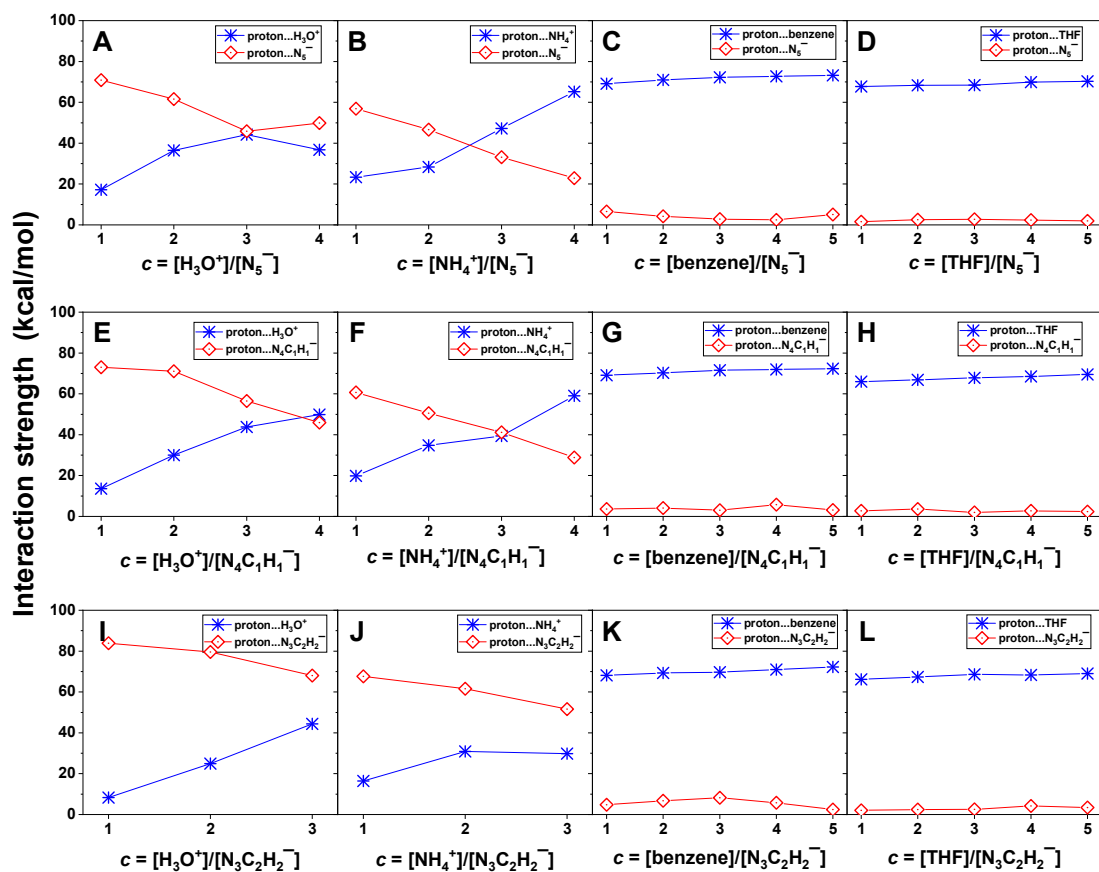 Interaction strength (kcal/mol)
A
proton...H₃O⁺
proton...N₅⁻
100
80
60
40
20
0
1 2 3 4
c = [H₃O⁺]/[N₅⁻]
B
proton...NH₄⁺
proton...N₅⁻
1 2 3 4
c = [NH₄⁺]/[N₅⁻]
C
proton...benzene
proton...N₅⁻
1 2 3 4 5
c = [benzene]/[N₅⁻]
D
proton...THF
proton...N₅⁻
1 2 3 4 5
c = [THF]/[N₅⁻]
E
proton...H₃O⁺
proton...N₄C₁H₁⁻
100
80
60
40
20
0
1 2 3 4
c = [H₃O⁺]/[N₄C₁H₁⁻]
F
proton...NH₄⁺
proton...N₄C₁H₁⁻
1 2 3 4
c = [NH₄⁺]/[N₄C₁H₁⁻]
G
proton...benzene
proton...N₄C₁H₁⁻
1 2 3 4 5
c = [benzene]/[N₄C₁H₁⁻]
H
proton...THF
proton...N₄C₁H₁⁻
1 2 3 4 5
c = [THF]/[N₄C₁H₁⁻]
I
proton...H₃O⁺
proton...N₃C₂H₂⁻
100
80
60
40
20
0
1 2 3
c = [H₃O⁺]/[N₃C₂H₂⁻]
J
proton...NH₄⁺
proton...N₃C₂H₂⁻
1 2 3
c = [NH₄⁺]/[N₃C₂H₂⁻]
K
proton...benzene
proton...N₃C₂H₂⁻
1 2 3 4 5
c = [benzene]/[N₃C₂H₂⁻]
L
proton...THF
proton...N₃C₂H₂⁻
1 2 3 4 5
c = [THF]/[N₃C₂H₂⁻]